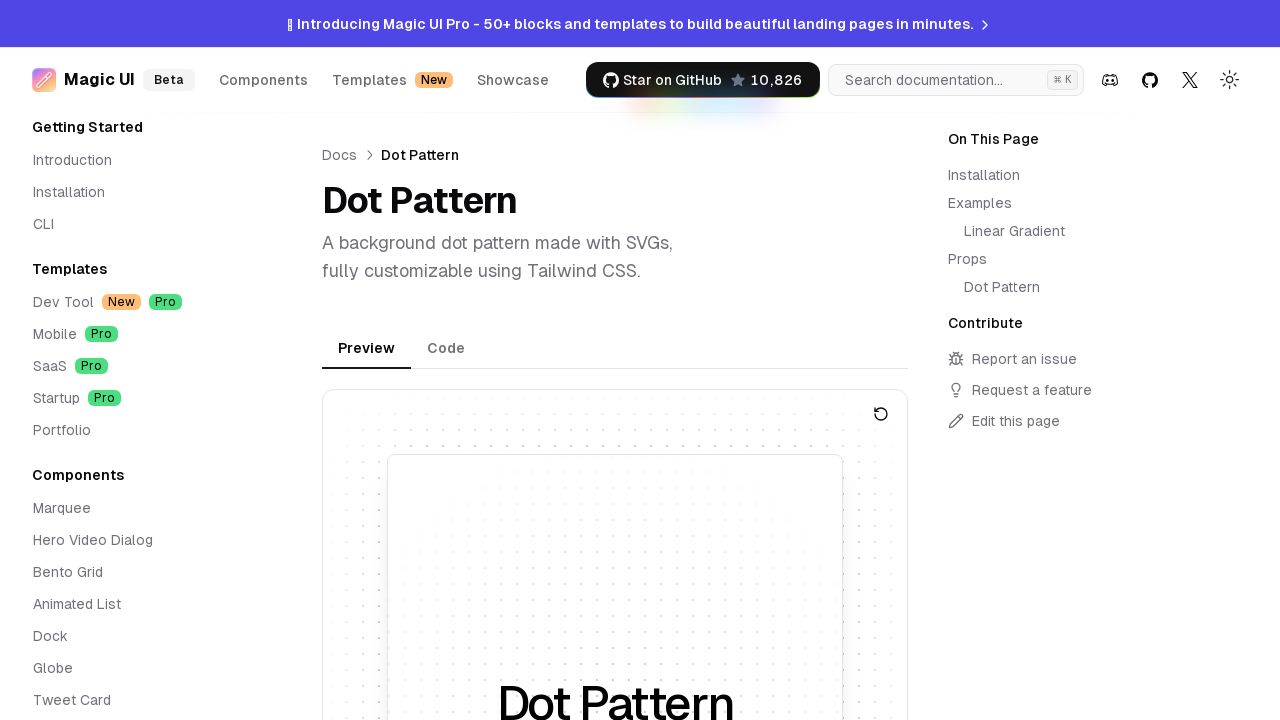 Introducing Magic UI Pro - 50+ blocks and templates to build beautiful landing pages in minutes.
Magic UI Beta Components Templates New Showcase Star on GitHub 10,826 Search documentation... ⌘ K
Getting Started
Introduction
Installation
CLI
Templates
Dev Tool New Pro
Mobile Pro
SaaS Pro
Startup Pro
Portfolio
Components
Marquee
Hero Video Dialog
Bento Grid
Animated List
Dock
Globe
Tweet Card
Docs Dot Pattern
Dot Pattern
A background dot pattern made with SVGs,
fully customizable using Tailwind CSS.
Preview Code
Dot Pattern
On This Page
Installation
Examples
Linear Gradient
Props
Dot Pattern
Contribute
Report an issue
Request a feature
Edit this page